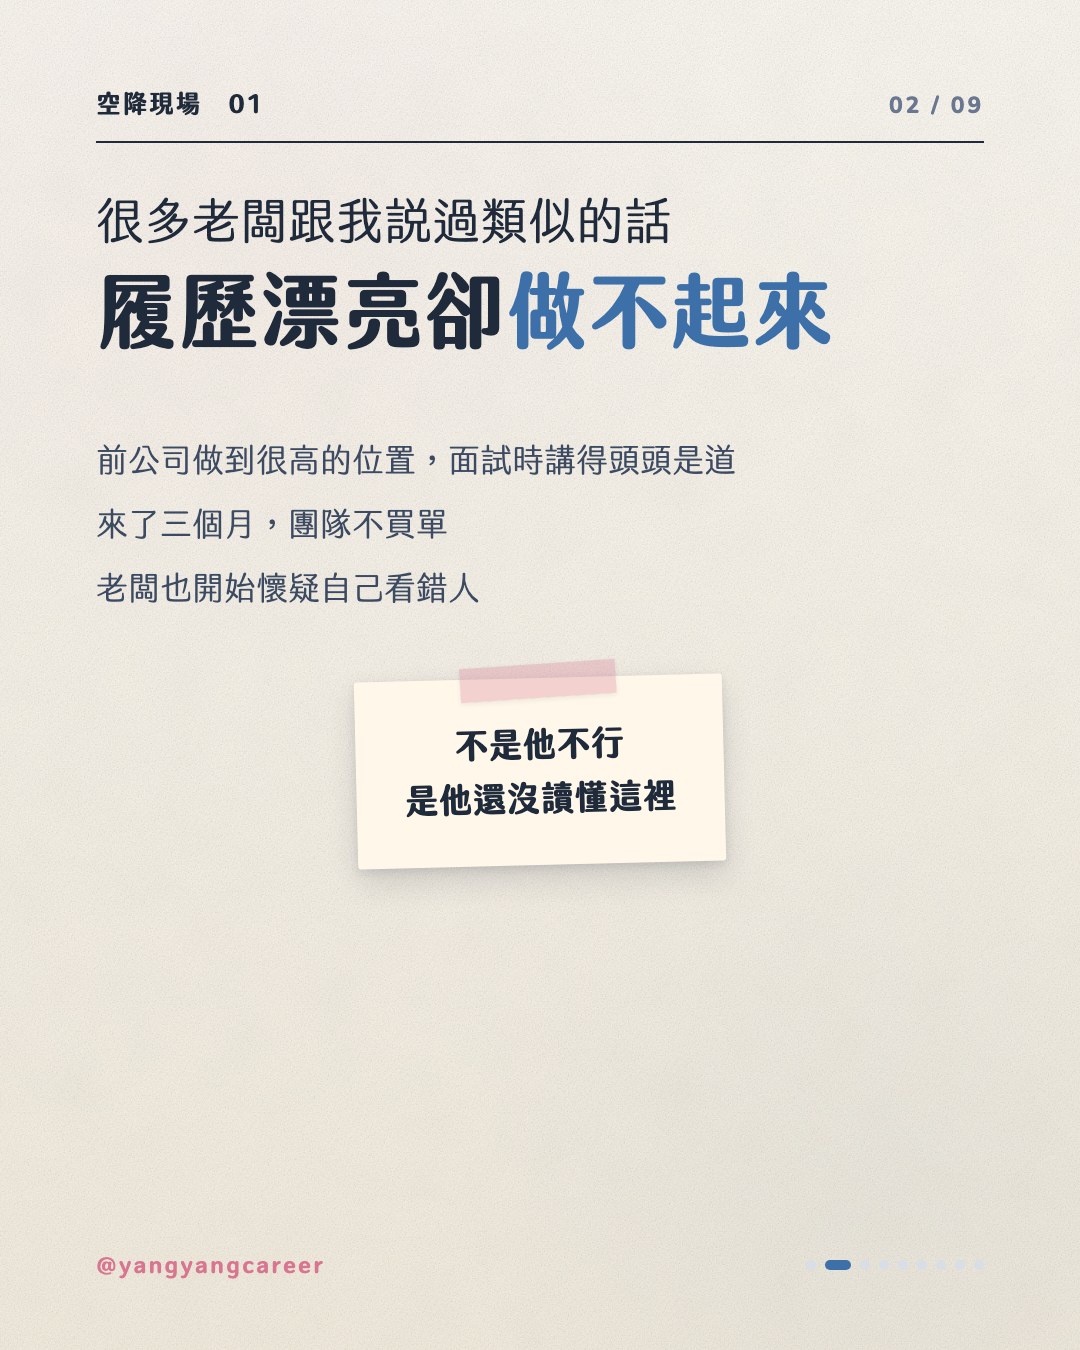 空降現場 01
02 / 09
很多老闆跟我說過類似的話
履歷漂亮卻做不起來
前公司做到很高的位置，面試時講得頭頭是道
來了三個月，團隊不買單
老闆也開始懷疑自己看錯人
不是他不行
是他還沒讀懂這裡
@yangyangcareer